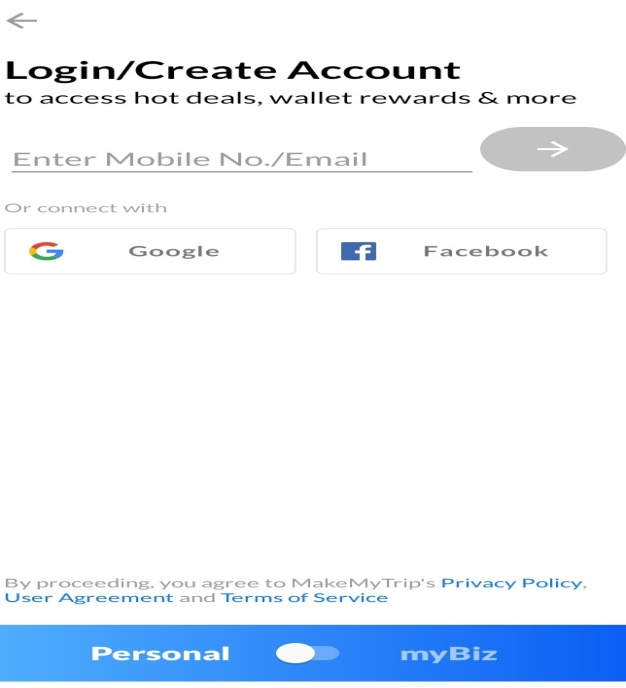 Login/Create Account
to access hot deals, wallet rewards & more
Enter Mobile No./Email
Or connect with
Google
Facebook
By proceeding, you agree to MakeMyTrip's Privacy Policy,
User Agreement and Terms of Service
Personal
myBiz